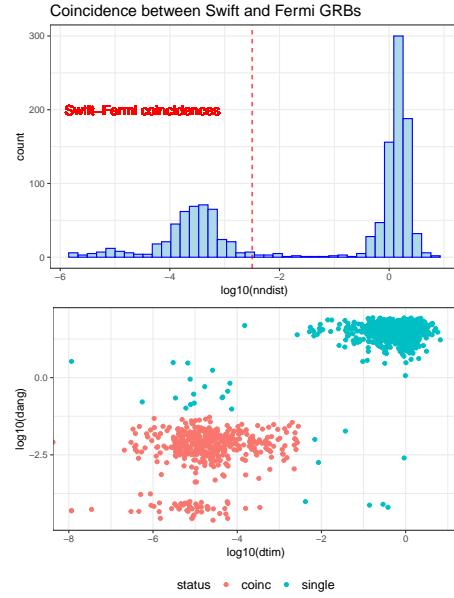 Coincidence between Swift and Fermi GRBs
count
300
200
100
0
Swift−Fermi coincidences
−6 −4 −2 0
log10(nndist)
log10(dang)
0.0
−2.5
−8 −6 −4 −2 0
log10(dtim)
status coinc single